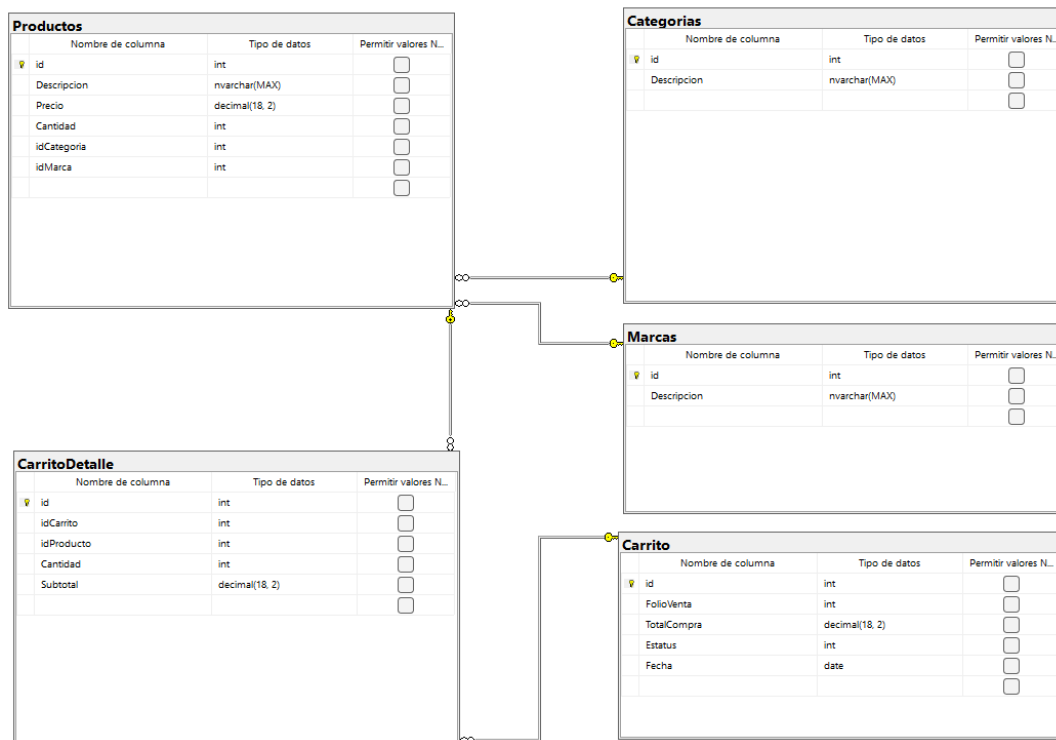 Productos
Nombre de columna Tipo de datos Permitir valores N...
id int
Descripcion nvarchar(MAX)
Precio decimal(18, 2)
Cantidad int
idCategoria int
idMarca int
Categorias
Nombre de columna Tipo de datos Permitir valores N...
id int
Descripcion nvarchar(MAX)
Marcas
Nombre de columna Tipo de datos Permitir valores N...
id int
Descripcion nvarchar(MAX)
CarritoDetalle
Nombre de columna Tipo de datos Permitir valores N...
id int
idCarrito int
idProducto int
Cantidad int
Subtotal decimal(18, 2)
Carrito
Nombre de columna Tipo de datos Permitir valores N...
id int
FolioVenta int
TotalCompra decimal(18, 2)
Estatus int
Fecha date